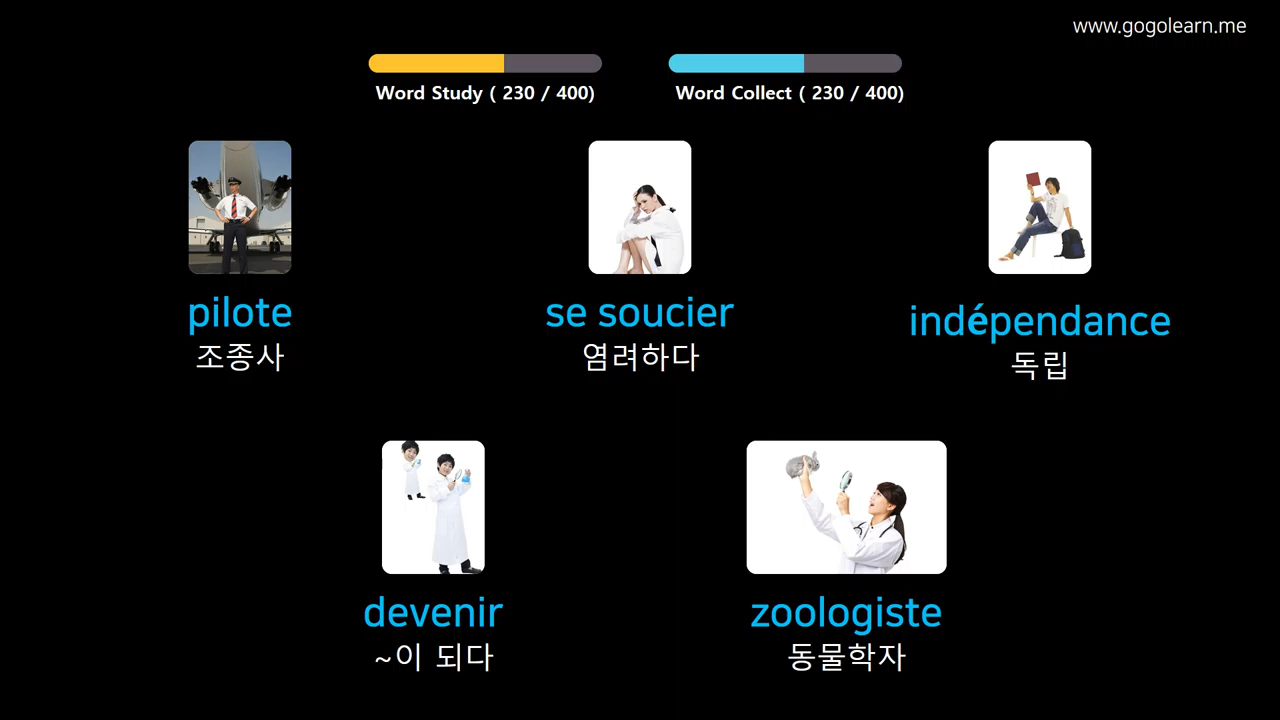 www.gogolearn.me
Word Study ( 230 / 400)
Word Collect ( 230 / 400)
pilote
조종사
se soucier
염려하다
indépendance
독립
devenir
~이 되다
zoologiste
동물학자